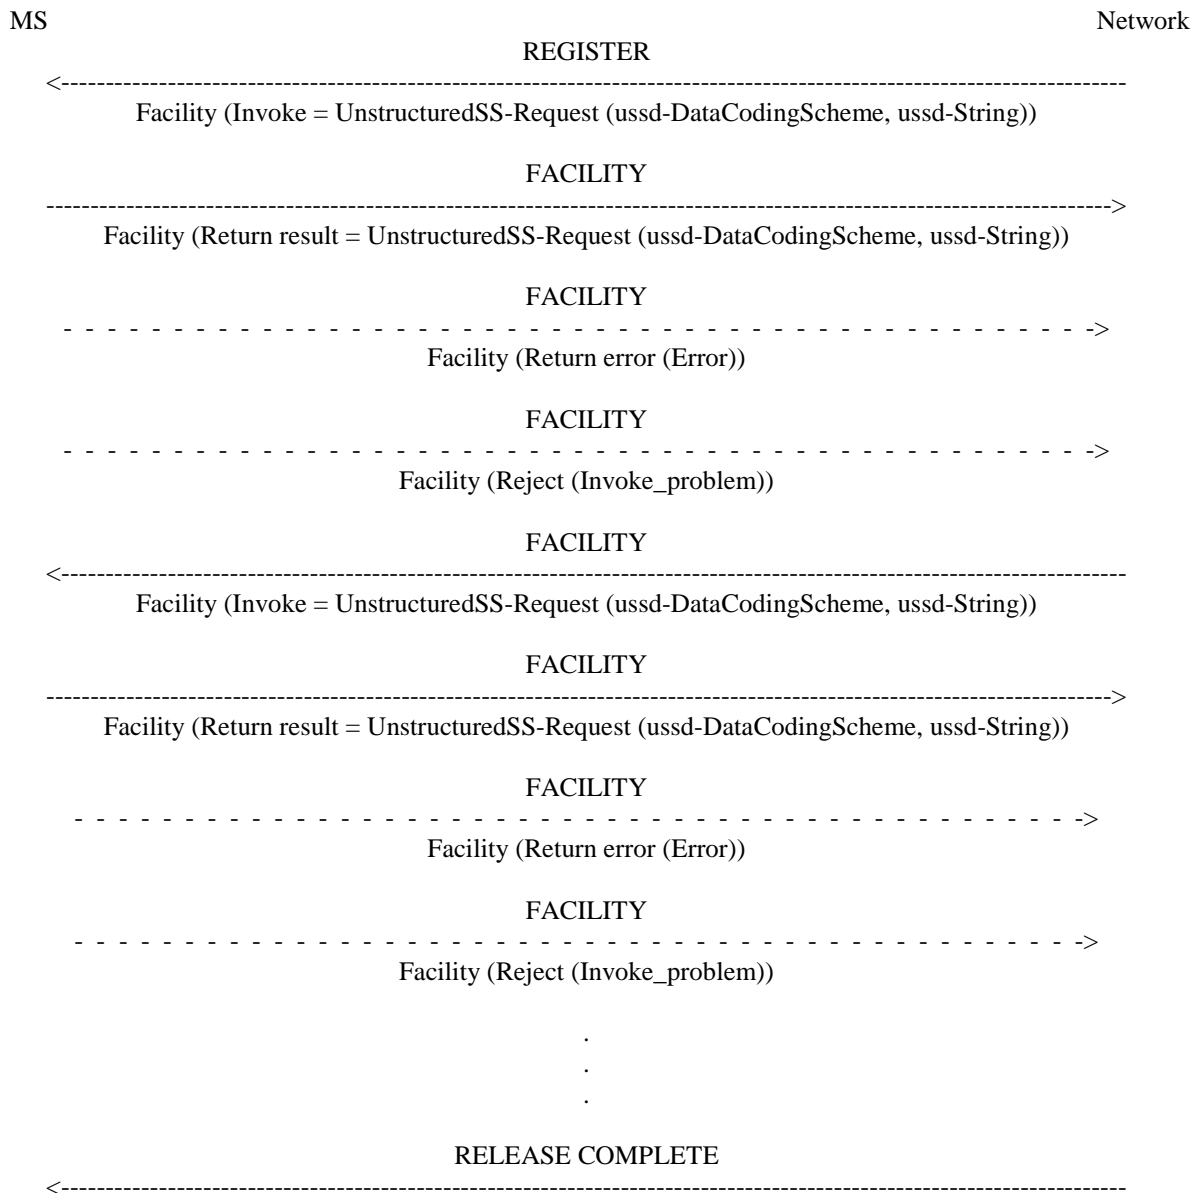 MS Network
REGISTER
<------------------------------------------------------------------------------------------------------------------------
Facility (Invoke = UnstructuredSS-Request (ussd-DataCodingScheme, ussd-String))
FACILITY
------------------------------------------------------------------------------------------------------------------------>
Facility (Return result = UnstructuredSS-Request (ussd-DataCodingScheme, ussd-String))
FACILITY
- - - - - - - - - - - - - - - - - - - - - - - - - - - - - - - - - - - - - - - - - - - - - - - ->
Facility (Return error (Error))
FACILITY
- - - - - - - - - - - - - - - - - - - - - - - - - - - - - - - - - - - - - - - - - - - - - - - ->
Facility (Reject (Invoke_problem))
FACILITY
<------------------------------------------------------------------------------------------------------------------------
Facility (Invoke = UnstructuredSS-Request (ussd-DataCodingScheme, ussd-String))
FACILITY
------------------------------------------------------------------------------------------------------------------------>
Facility (Return result = UnstructuredSS-Request (ussd-DataCodingScheme, ussd-String))
FACILITY
- - - - - - - - - - - - - - - - - - - - - - - - - - - - - - - - - - - - - - - - - - - - - - ->
Facility (Return error (Error))
FACILITY
- - - - - - - - - - - - - - - - - - - - - - - - - - - - - - - - - - - - - - - - - - - - - - ->
Facility (Reject (Invoke_problem))
.
.
.
RELEASE COMPLETE
<------------------------------------------------------------------------------------------------------------------------